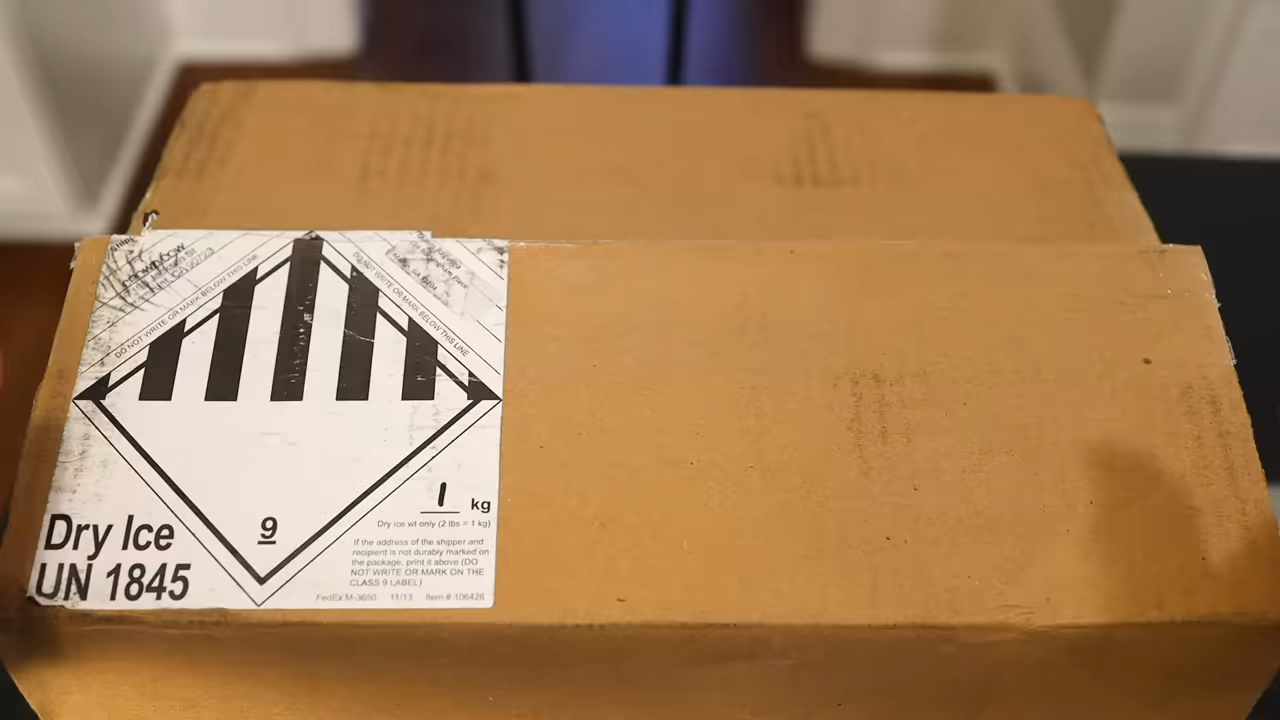 DO NOT WRITE OR MARK BELOW THIS LINE
DO NOT WRITE OR MARK BELOW THIS LINE
9
1 kg
Dry ice wt only (2 lbs = 1 kg)
If the address of the shipper and
recipient is not durably marked on
the package, print it above (DO
NOT WRITE OR MARK ON THE
CLASS 9 LABEL)
Dry Ice
UN 1845
FedEx M-3650 11/13 Item # 106426